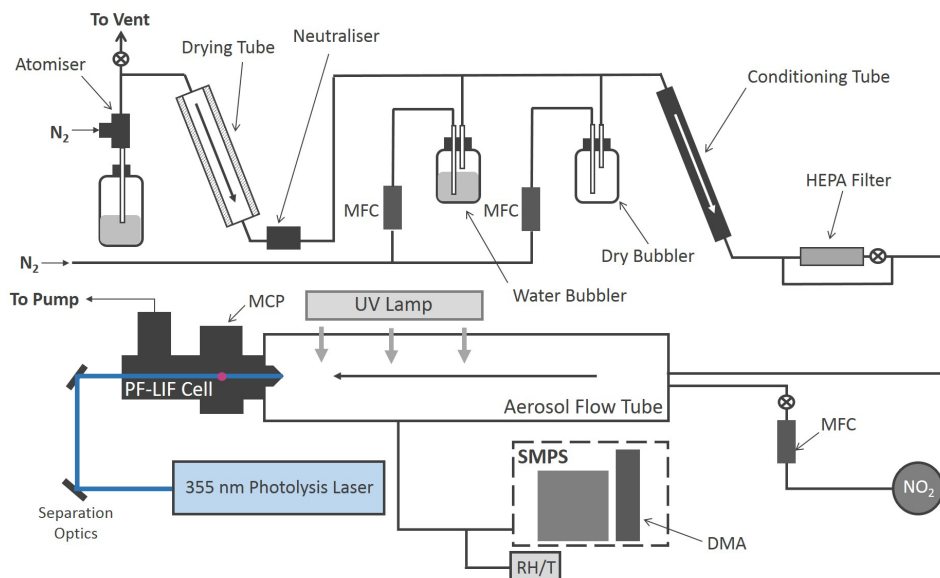 To Vent
Drying Tube
Neutraliser
Atomiser
Conditioning Tube
N₂
HEPA Filter
MFC
MFC
Dry Bubbler
N₂
Water Bubbler
To Pump
MCP
UV Lamp
PF-LIF Cell
Aerosol Flow Tube
MFC
SMPS
355 nm Photolysis Laser
NO₂
Separation
Optics
DMA
RH/T